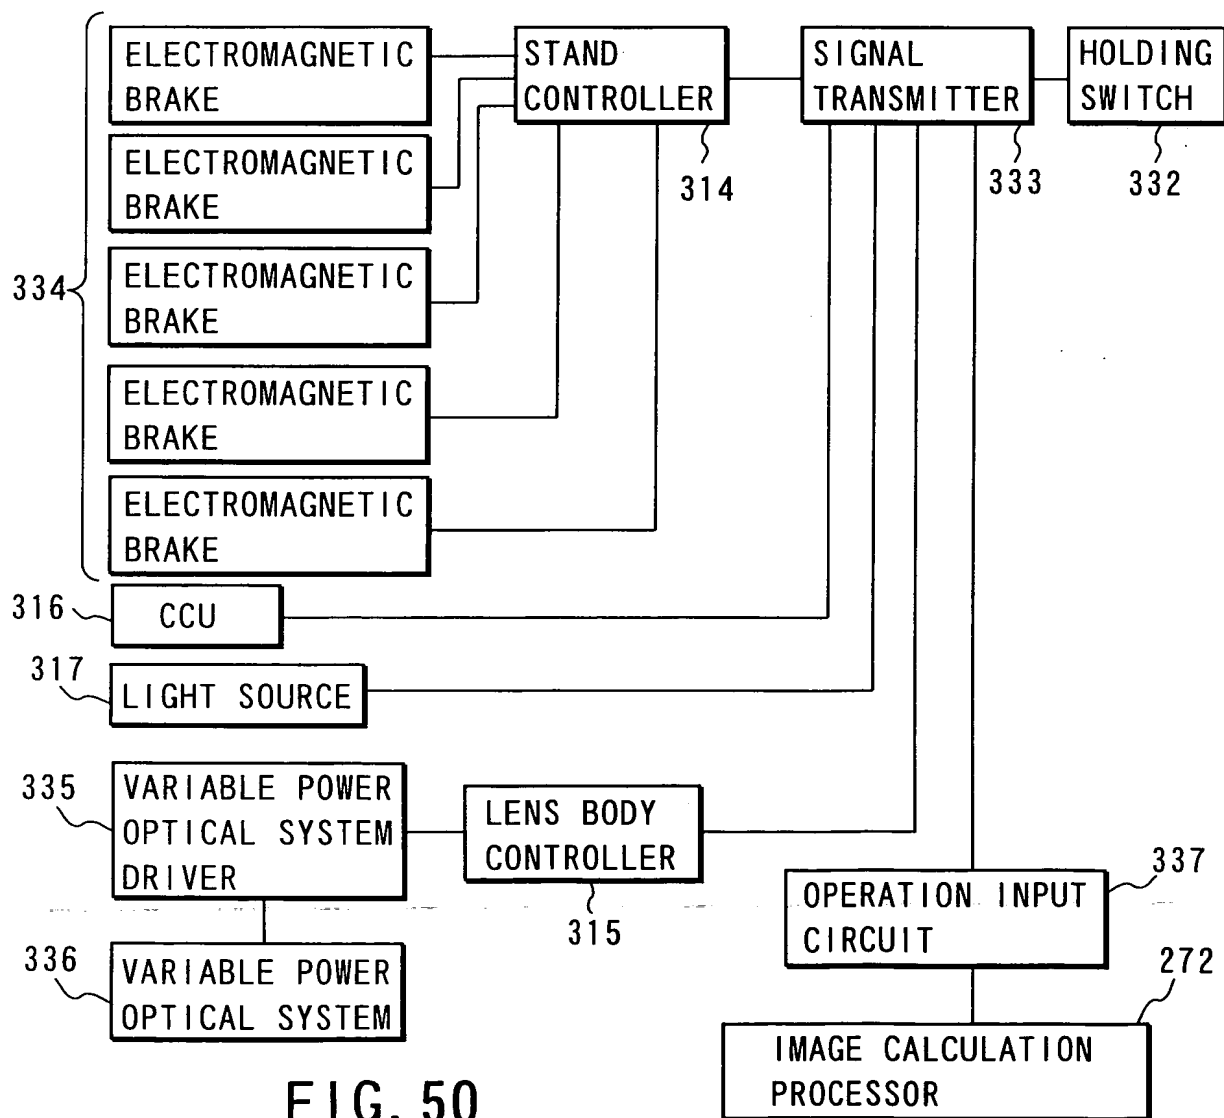 ELECTROMAGNETIC
BRAKE
STAND
CONTROLLER
SIGNAL
TRANSMITTER
HOLDING
SWITCH
314
333
332
ELECTROMAGNETIC
BRAKE
334
ELECTROMAGNETIC
BRAKE
ELECTROMAGNETIC
BRAKE
ELECTROMAGNETIC
BRAKE
316
CCU
317
LIGHT SOURCE
335
VARIABLE POWER
OPTICAL SYSTEM
DRIVER
LENS BODY
CONTROLLER
315
337
OPERATION INPUT
CIRCUIT
336
VARIABLE POWER
OPTICAL SYSTEM
272
IMAGE CALCULATION
PROCESSOR
FIG. 50